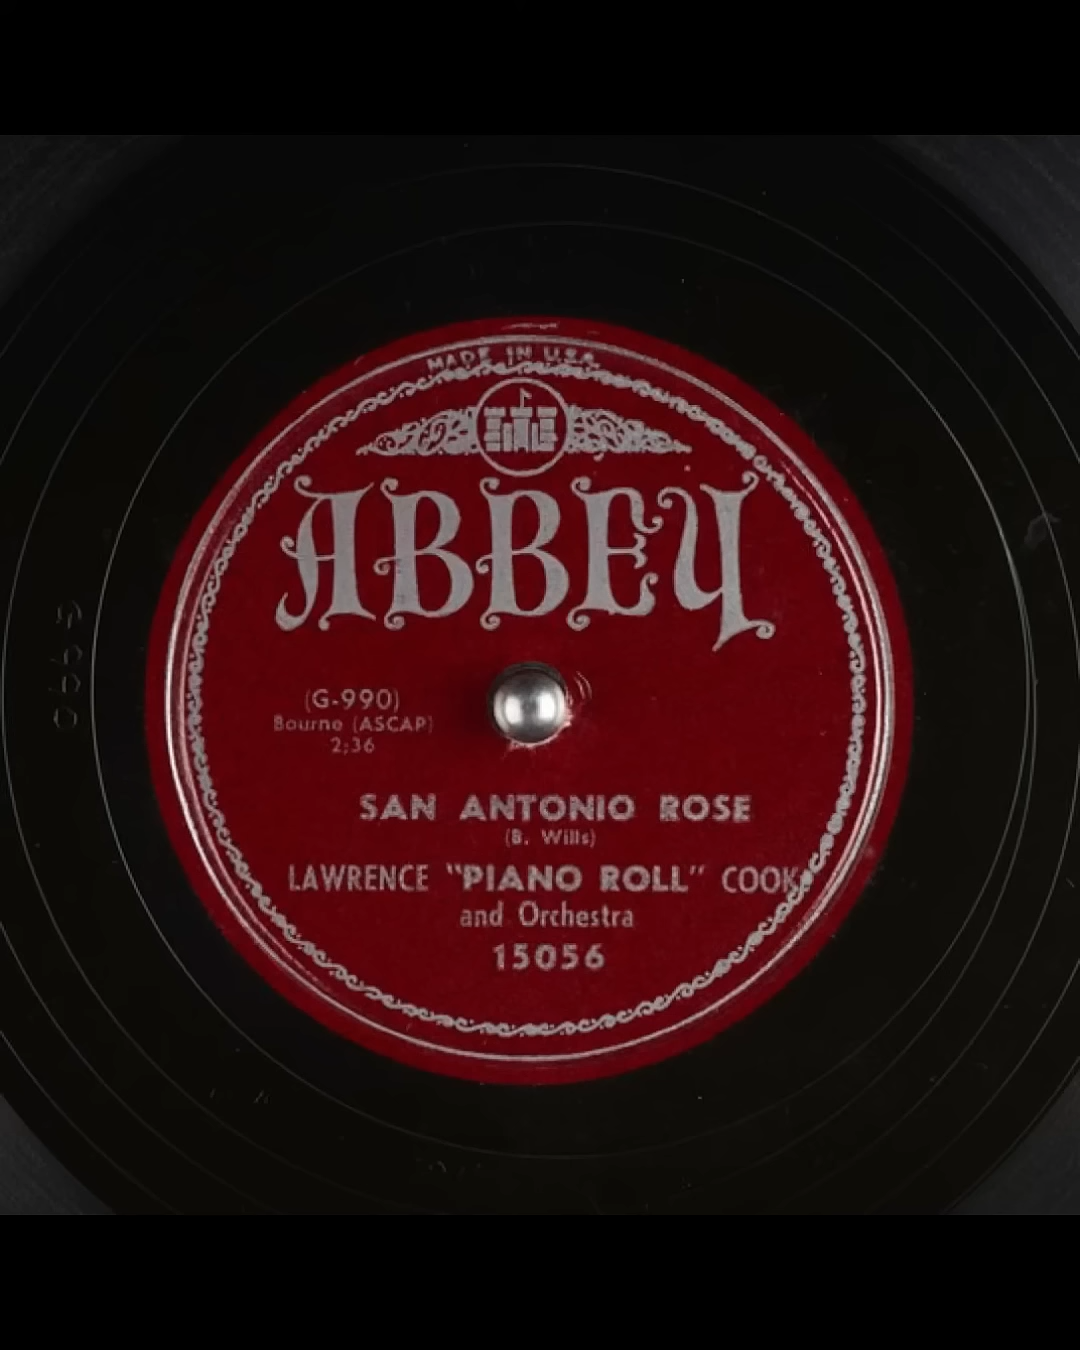 MADE IN U.S.A.
ABBEY
(G-990)
Bourne (ASCAP)
2;36
SAN ANTONIO ROSE
(B. Wills)
LAWRENCE "PIANO ROLL" COOK
and Orchestra
15056